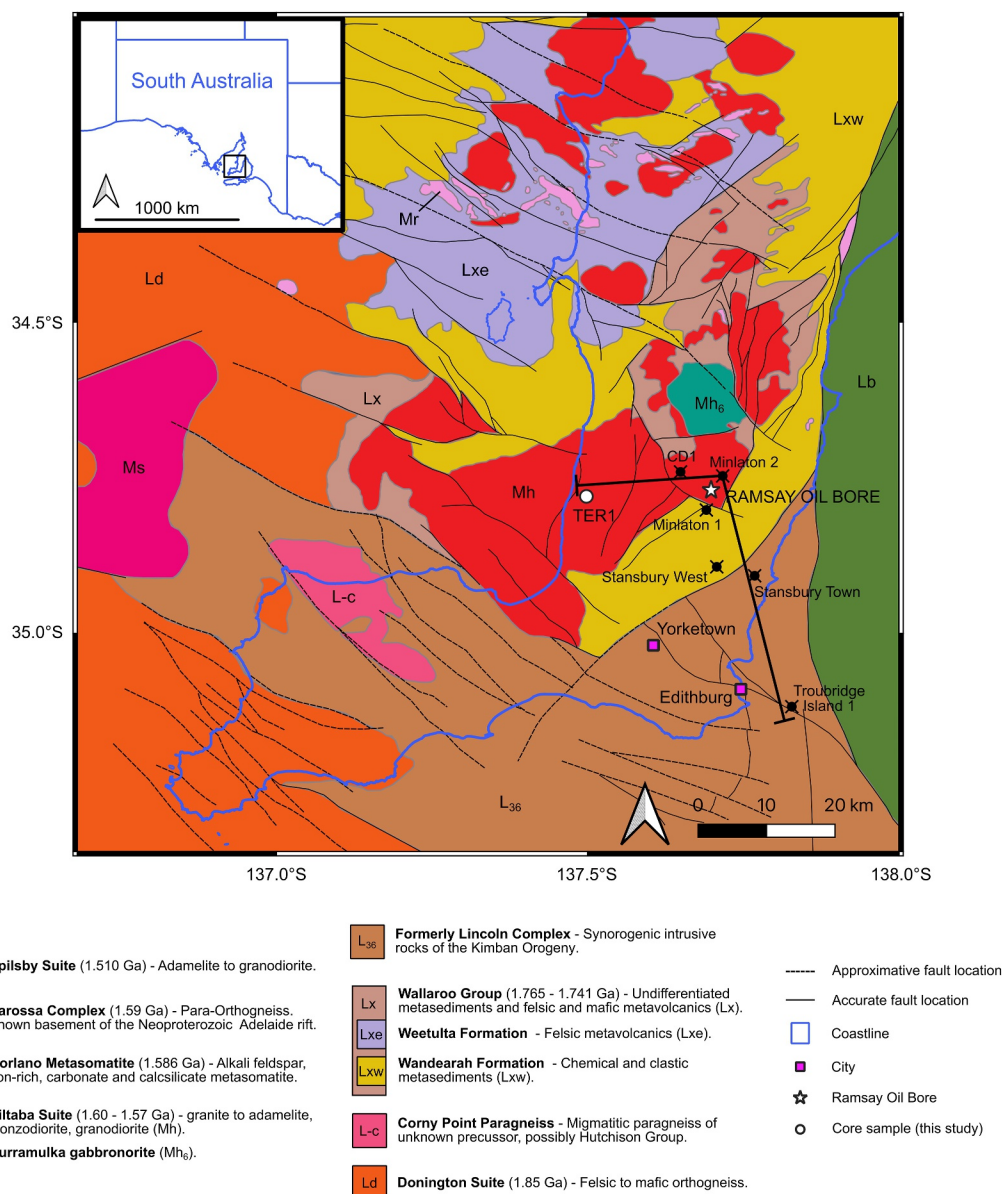 South Australia
1000 km
Lxw
Mr
Ld
Lxe
34.5°S
Lb
Lx
Mh₆
Ms
CD1
Minlaton 2
Mh
RAMSAY OIL BORE
TER1
Minlaton 1
Stansbury West
Stansbury Town
L-c
35.0°S
Yorketown
Edithburg
Troubridge
Island 1
L₃₆
0 10 20 km
137.0°S
137.5°S
138.0°S
pilsby Suite (1.510 Ga) - Adamelite to granodiorite.
arossa Complex (1.59 Ga) - Para-Orthogneiss.
nown basement of the Neoproterozoic Adelaide rift.
orlano Metasomatite (1.586 Ga) - Alkali feldspar,
on-rich, carbonate and calcsilicate metasomatite.
iltaba Suite (1.60 - 1.57 Ga) - granite to adamelite,
onzodiorite, granodiorite (Mh).
urramulka gabbronorite (Mh₆).
L₃₆
Formerly Lincoln Complex - Synorogenic intrusive
rocks of the Kimban Orogeny.
Lx
Wallaroo Group (1.765 - 1.741 Ga) - Undifferentiated
metasediments and felsic and mafic metavolcanics (Lx).
Lxe
Weetulta Formation - Felsic metavolcanics (Lxe).
Lxw
Wandearah Formation - Chemical and clastic
metasediments (Lxw).
L-c
Corny Point Paragneiss - Migmatitic paragneiss of
unknown precussor, possibly Hutchison Group.
Ld
Donington Suite (1.85 Ga) - Felsic to mafic orthogneiss.
Approximative fault location
Accurate fault location
Coastline
City
Ramsay Oil Bore
Core sample (this study)